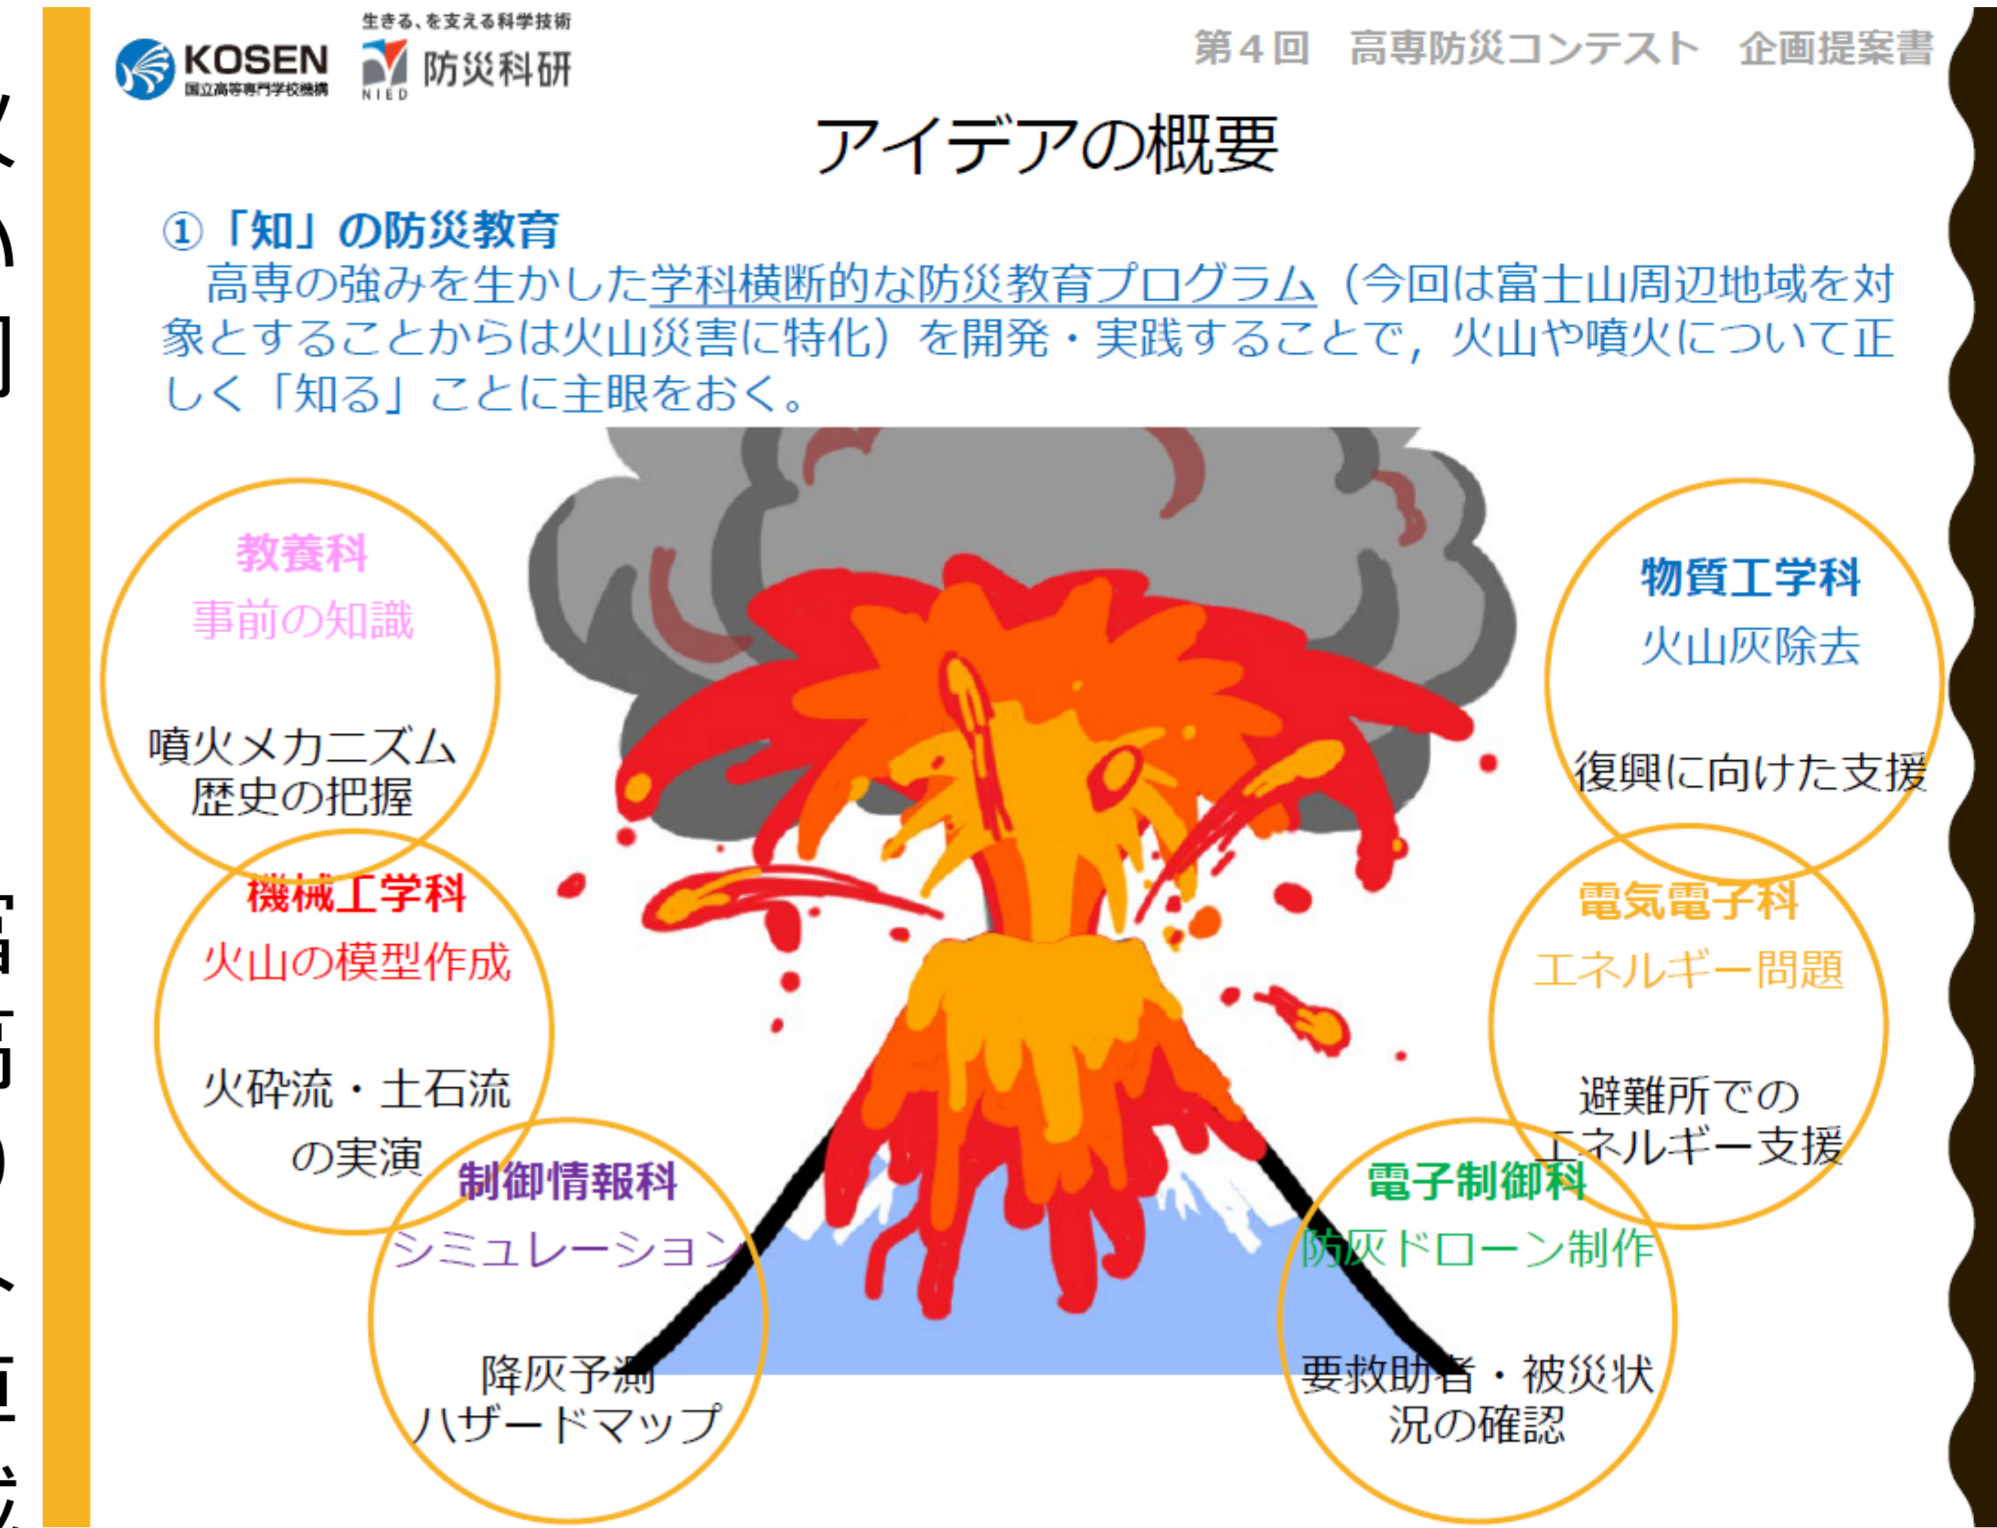 KOSEN
国立高等専門学校機構
生きる、を支える科学技術
NIED
防災科研
第４回　高専防災コンテスト　企画提案書
アイデアの概要
①「知」の防災教育
高専の強みを生かした学科横断的な防災教育プログラム（今回は富士山周辺地域を対
象とすることからは火山災害に特化）を開発・実践することで，火山や噴火について正
しく「知る」ことに主眼をおく。
教養科
事前の知識
噴火メカニズム
歴史の把握
機械工学科
火山の模型作成
火砕流・土石流
の実演
制御情報科
シミュレーション
降灰予測
ハザードマップ
物質工学科
火山灰除去
復興に向けた支援
電気電子科
エネルギー問題
避難所での
エネルギー支援
電子制御科
防灰ドローン制作
要救助者・被災状
況の確認